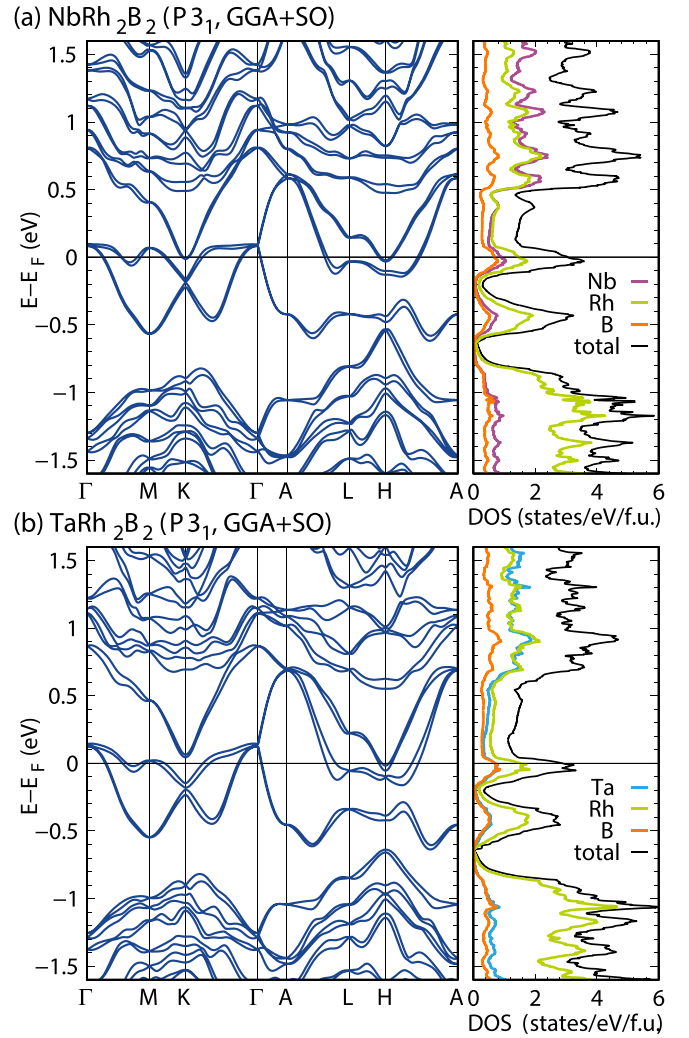 (a) NbRh2B2 (P31, GGA+SO)
1.5
1
0.5
0
−0.5
−1
−1.5
E−EF (eV)
Γ M K Γ A L H A
Nb
Rh
B
total
0 2 4 6
DOS (states/eV/f.u.)
(b) TaRh2B2 (P31, GGA+SO)
1.5
1
0.5
0
−0.5
−1
−1.5
E−EF (eV)
Γ M K Γ A L H A
Ta
Rh
B
total
0 2 4 6
DOS (states/eV/f.u.)